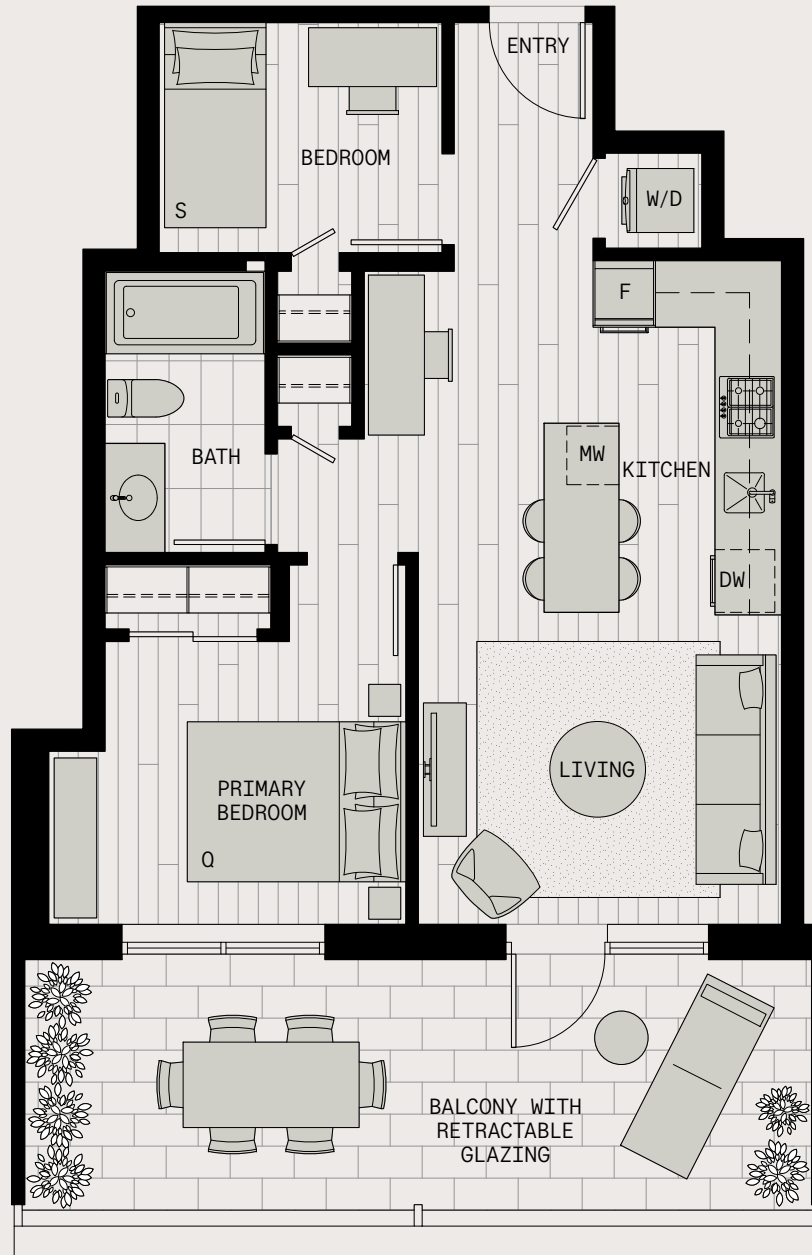 ENTRY
BEDROOM
S
W/D
F
MW
KITCHEN
BATH
DW
LIVING
PRIMARY
BEDROOM
Q
BALCONY WITH
RETRACTABLE
GLAZING